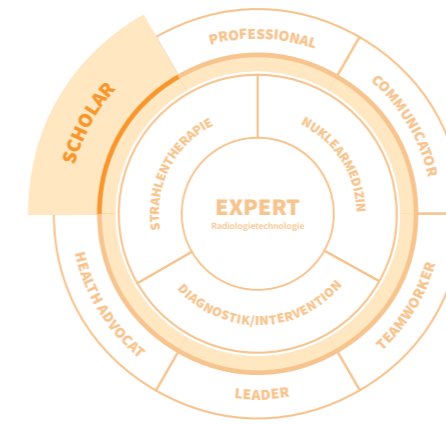 PROFESSIONAL
COMMUNICATOR
TEAMWORKER
LEADER
HEALTH ADVOCAT
SCHOLAR
STRAHLENTHERAPIE
NUKLEARMEDIZIN
DIAGNOSTIK/INTERVENTION
EXPERT
Radiologietechnologie